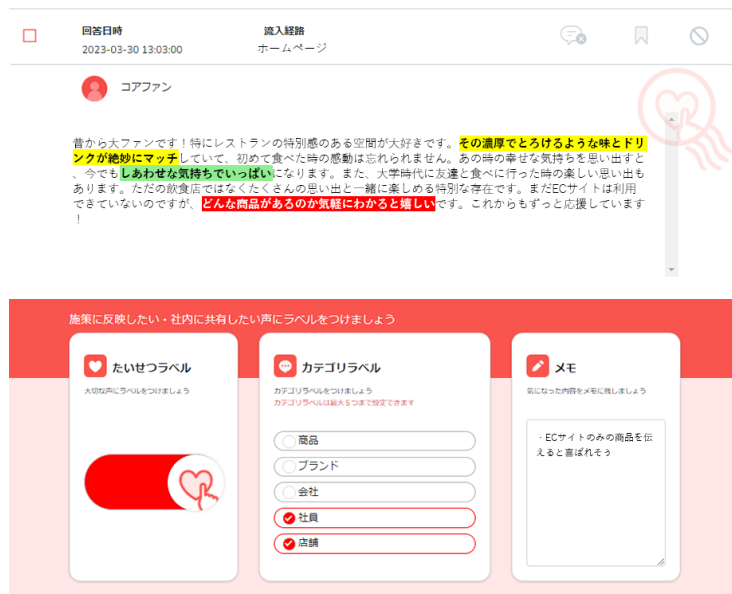 回答日時
流入経路
2023-03-30 13:03:00
ホームページ
コアファン
昔から大ファンです！特にレストランの特別感のある空間が大好きです。その濃厚でとろけるような味とドリ
ンクが絶妙にマッチしていて、初めて食べた時の感動は忘れられません。あの時の幸せな気持ちを思い出すと
、今でもしあわせな気持ちでいっぱいになります。また、大学時代に友達と食べに行った時の楽しい思い出も
あります。ただの飲食店ではなくたくさんの思い出と一緒に楽しめる特別な存在です。まだECサイトは利用
できていないのですが、どんな商品があるのか気軽にわかると嬉しいです。これからもずっと応援しています
！
施策に反映したい・社内に共有したい声にラベルをつけましょう
たいせつラベル
大切な声にラベルをつけましょう
カテゴリラベル
カテゴリラベルをつけましょう
カテゴリラベルは最大５つまで設定できます
商品
ブランド
会社
社員
店舗
メモ
気になった内容をメモに残しましょう
・ECサイトのみの商品を伝
えると喜ばれそう